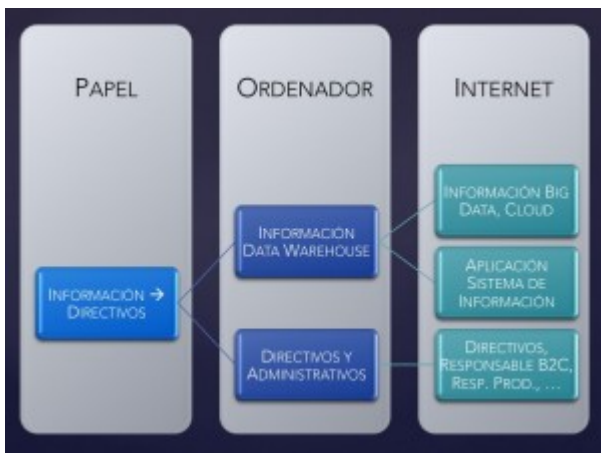 PAPEL
INFORMACIÓN →
DIRECTIVOS
ORDENADOR
INFORMACIÓN
DATA WAREHOUSE
DIRECTIVOS Y
ADMINISTRATIVOS
INTERNET
INFORMACIÓN BIG
DATA, CLOUD
APLICACIÓN
SISTEMA DE
INFORMACIÓN
DIRECTIVOS,
RESPONSABLE B2C,
RESP. PROD., ...